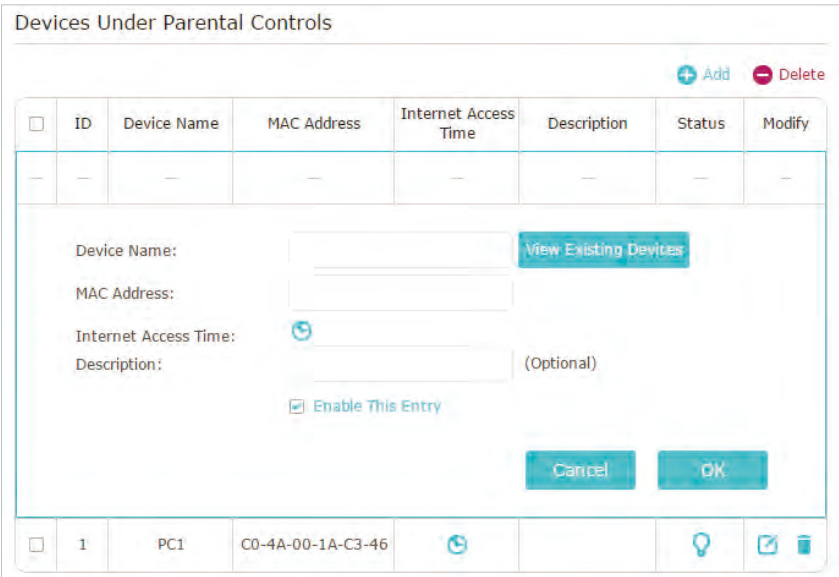 Devices Under Parental Controls
Add Delete
ID Device Name MAC Address Internet Access Time Description Status Modify
--- --- --- --- --- --- --- ---
Device Name: View Existing Devices
MAC Address:
Internet Access Time:
Description: (Optional)
Enable This Entry
Cancel OK
1 PC1 C0-4A-00-1A-C3-46